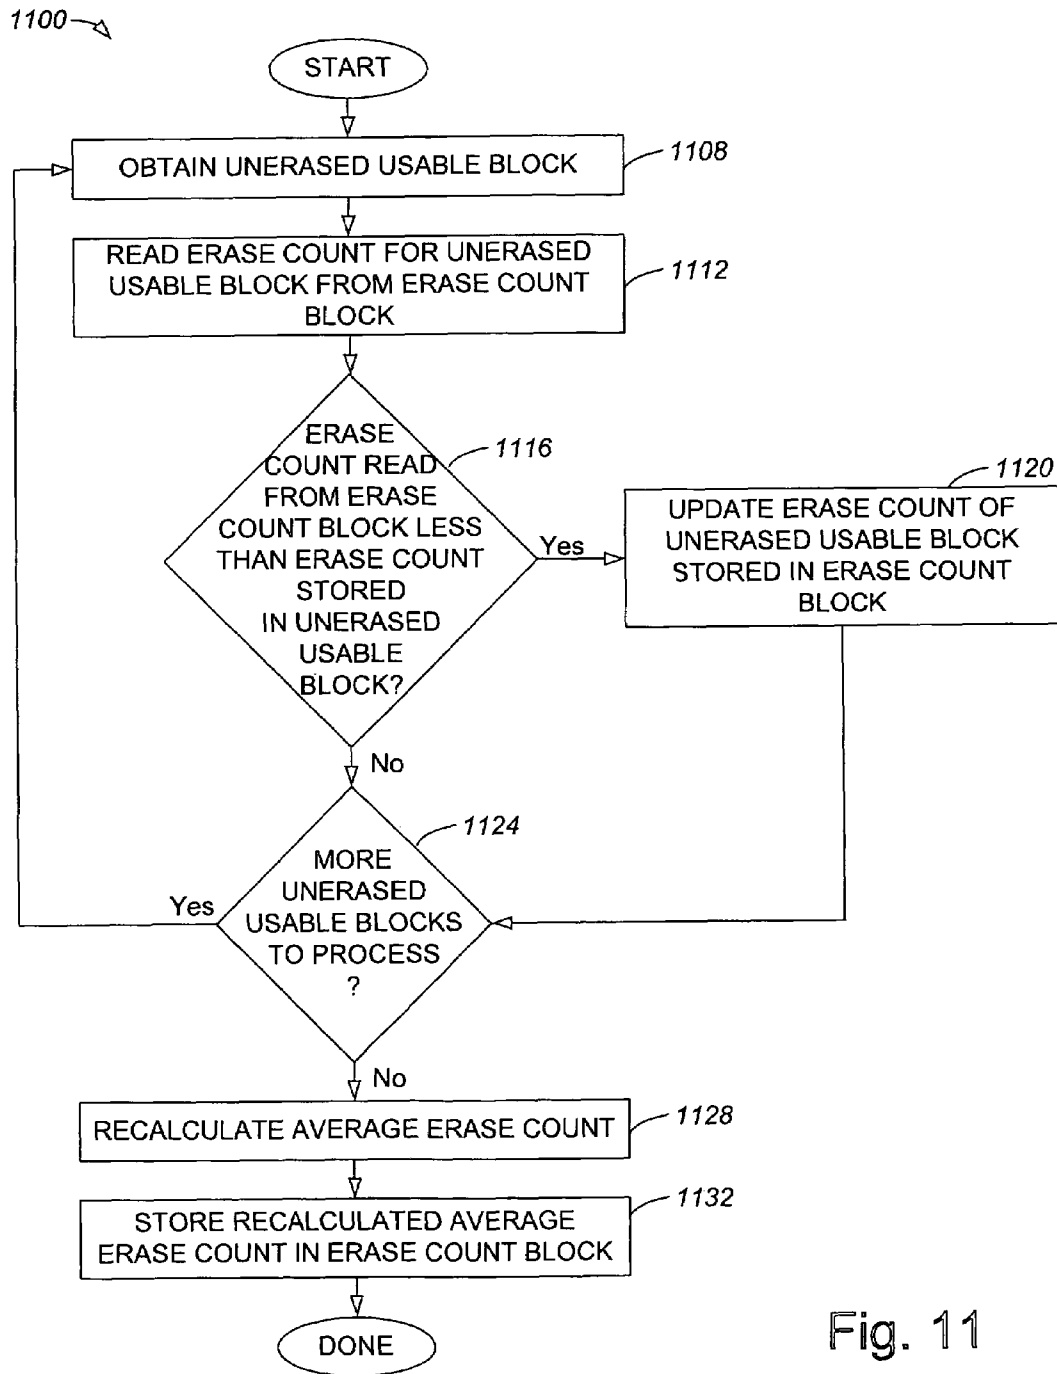 1100
START
OBTAIN UNERASED USABLE BLOCK
1108
READ ERASE COUNT FOR UNERASED
USABLE BLOCK FROM ERASE COUNT
BLOCK
1112
ERASE
COUNT READ
FROM ERASE
COUNT BLOCK LESS
THAN ERASE COUNT
STORED
IN UNERASED
USABLE
BLOCK?
1116
Yes
1120
UPDATE ERASE COUNT OF
UNERASED USABLE BLOCK
STORED IN ERASE COUNT
BLOCK
No
1124
MORE
UNERASED
USABLE BLOCKS
TO PROCESS
?
Yes
No
RECALCULATE AVERAGE ERASE COUNT
1128
STORE RECALCULATED AVERAGE
ERASE COUNT IN ERASE COUNT BLOCK
1132
DONE
Fig. 11